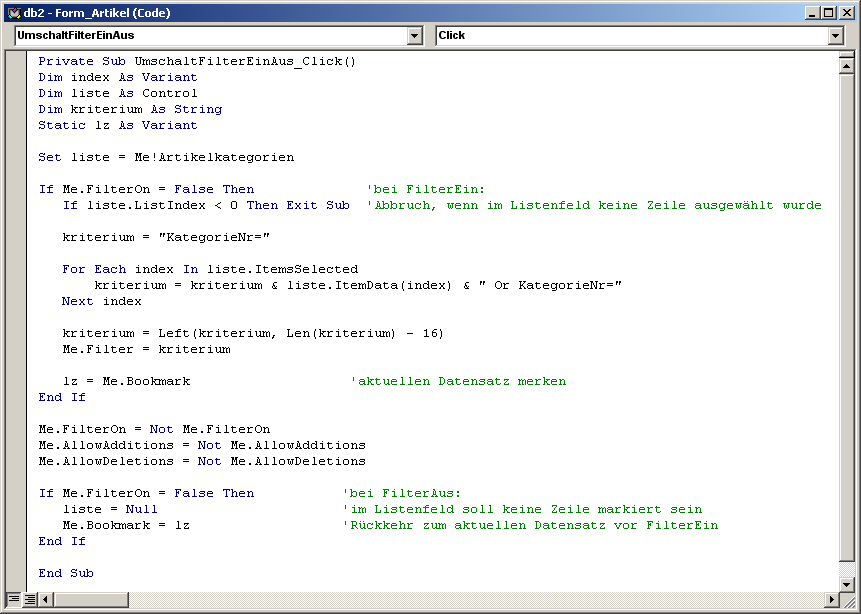 db2 - Form_Artikel (Code)
UmschaltFilterEinAus Click
Private Sub UmschaltFilterEinAus_Click()
Dim index As Variant
Dim liste As Control
Dim kriterium As String
Static lz As Variant
Set liste = Me!Artikelkategorien
If Me.FilterOn = False Then 'bei FilterEin:
If liste.ListIndex < 0 Then Exit Sub 'Abbruch, wenn im Listenfeld keine Zeile ausgewählt wurde
kriterium = "KategorieNr="
For Each index In liste.ItemsSelected
kriterium = kriterium & liste.ItemData(index) & " Or KategorieNr="
Next index
kriterium = Left(kriterium, Len(kriterium) - 16)
Me.Filter = kriterium
lz = Me.Bookmark 'aktuellen Datensatz merken
End If
Me.FilterOn = Not Me.FilterOn
Me.AllowAdditions = Not Me.AllowAdditions
Me.AllowDeletions = Not Me.AllowDeletions
If Me.FilterOn = False Then 'bei FilterAus:
liste = Null 'im Listenfeld soll keine Zeile markiert sein
Me.Bookmark = lz 'Rückkehr zum aktuellen Datensatz vor FilterEin
End If
End Sub